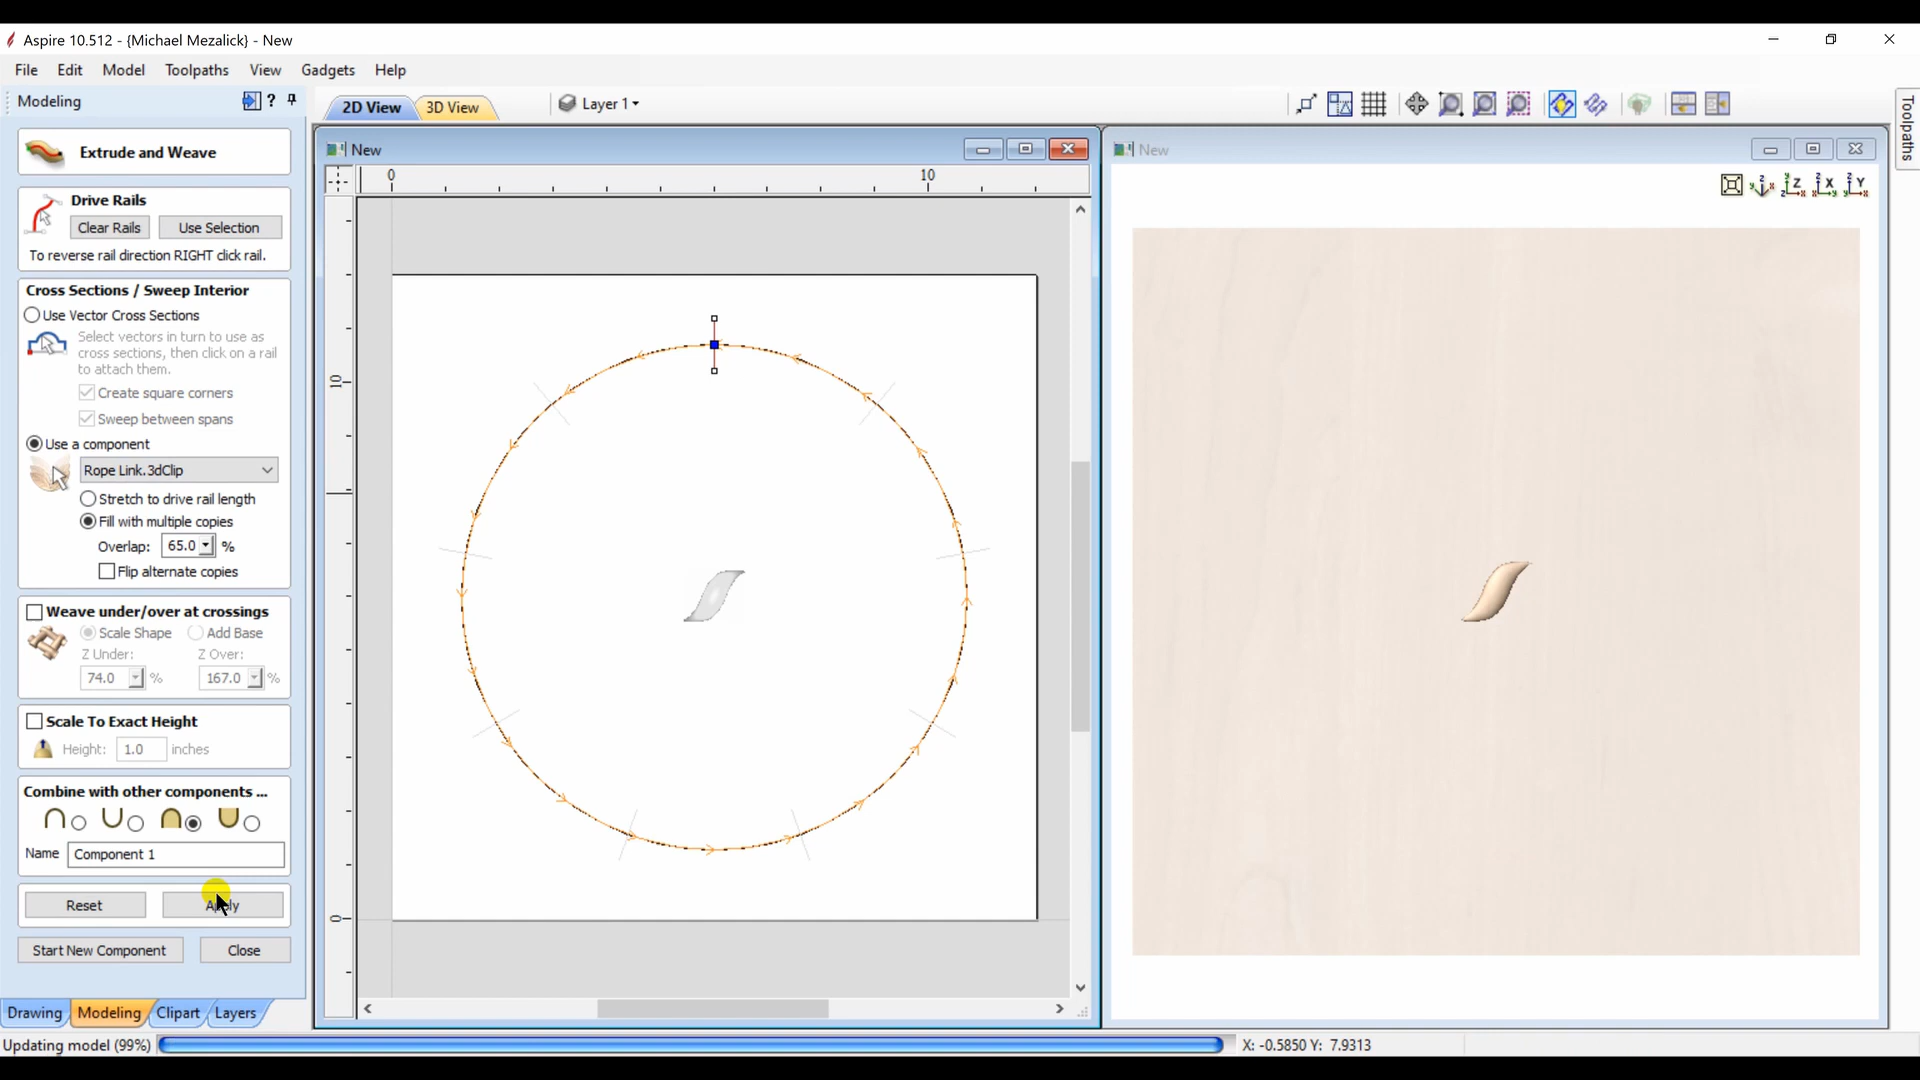 Aspire 10.512 - {Michael Mezalick} - New
File Edit Model Toolpaths View Gadgets Help
Modeling ?
2D View 3D View Layer 1
Toolpaths
Extrude and Weave
Drive Rails
Clear Rails Use Selection
To reverse rail direction RIGHT click rail.
Cross Sections / Sweep Interior
Use Vector Cross Sections
Select vectors in turn to use as
cross sections, then click on a rail
to attach them.
Create square corners
Sweep between spans
Use a component
Rope Link.3dClip
Stretch to drive rail length
Fill with multiple copies
Overlap: 65.0 %
Flip alternate copies
Weave under/over at crossings
Scale Shape Add Base
Z Under: Z Over:
74.0 % 167.0 %
Scale To Exact Height
Height: 1.0 inches
Combine with other components ...
Name Component 1
Reset Apply
Start New Component Close
Drawing Modeling Clipart Layers
New
0 10
10
0
New
Updating model (99%)
X: -0.5850 Y: 7.9313